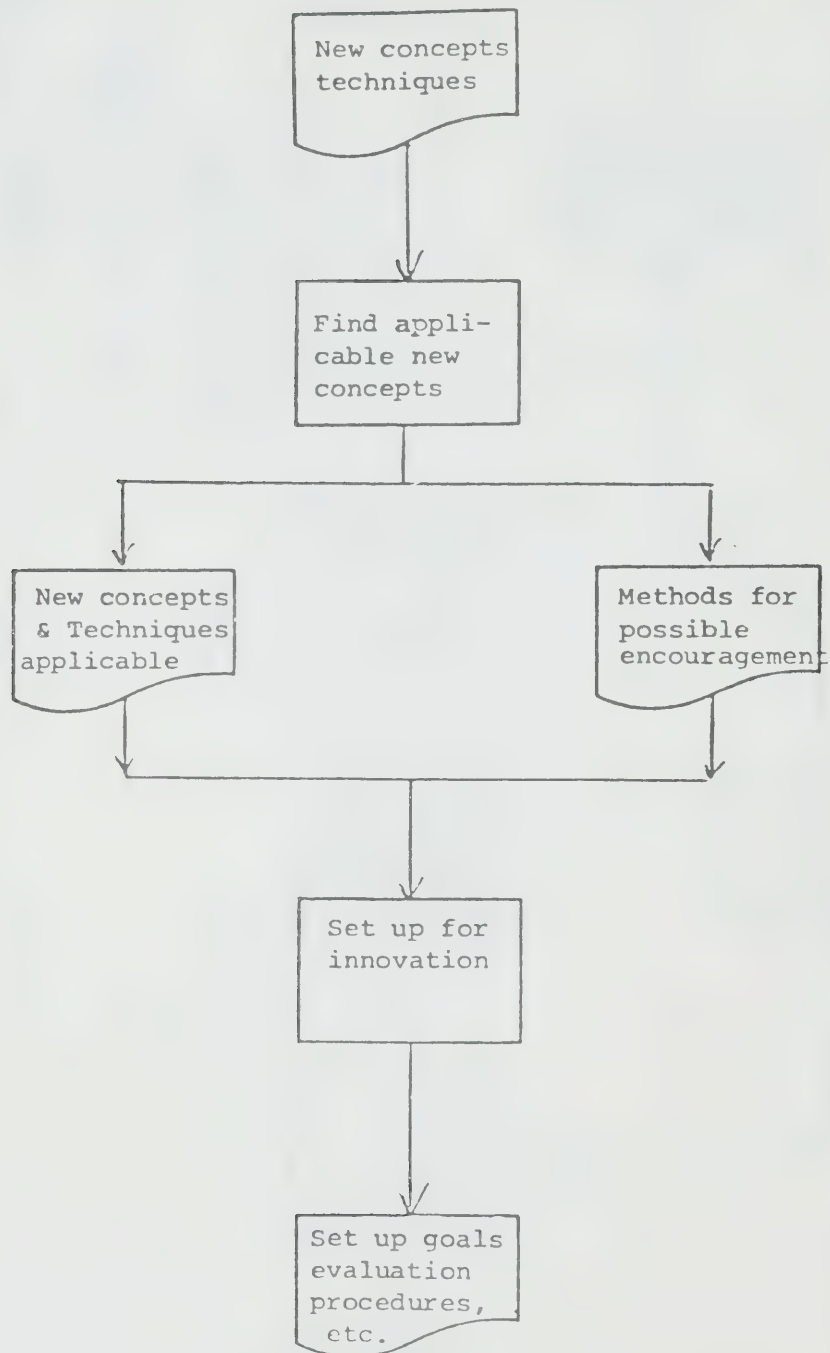 New concepts
techniques
Find appli-
cable new
concepts
New concepts
& Techniques
applicable
Methods for
possible
encouragement
Set up for
innovation
Set up goals
evaluation
procedures,
etc.